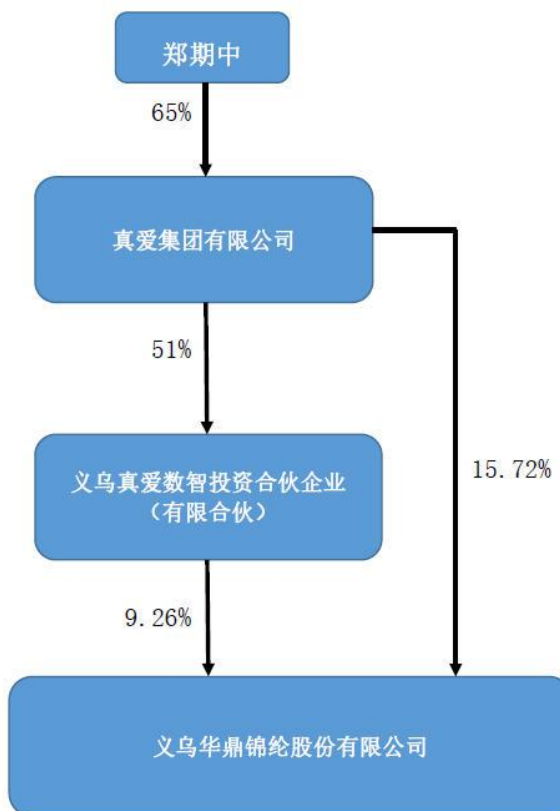 郑期中
65%
真爱集团有限公司
51%
义乌真爱数智投资合伙企业
（有限合伙）
15.72%
9.26%
义乌华鼎锦纶股份有限公司